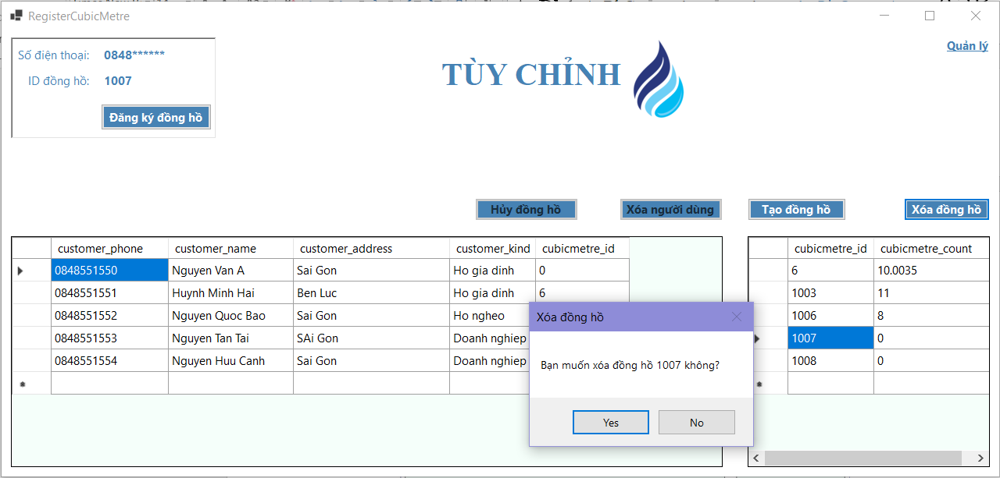 RegisterCubicMetre
Số điện thoại: 0848******
ID đồng hồ: 1007
Đăng ký đồng hồ
TÙY CHỈNH
Quản lý
Hủy đồng hồ Xóa người dùng Tạo đồng hồ Xóa đồng hồ
customer_phone customer_name customer_address customer_kind cubicmetre_id
0848551550 Nguyen Van A Sai Gon Ho gia dinh 0
0848551551 Huynh Minh Hai Ben Luc Ho gia dinh 6
0848551552 Nguyen Quoc Bao Sai Gon Ho ngheo
0848551553 Nguyen Tan Tai SAi Gon Doanh nghiep
0848551554 Nguyen Huu Canh Sai Gon Doanh nghiep
cubicmetre_id cubicmetre_count
6 10.0035
1003 11
1006 8
1007 0
1008 0
Xóa đồng hồ
Bạn muốn xóa đồng hồ 1007 không?
Yes No